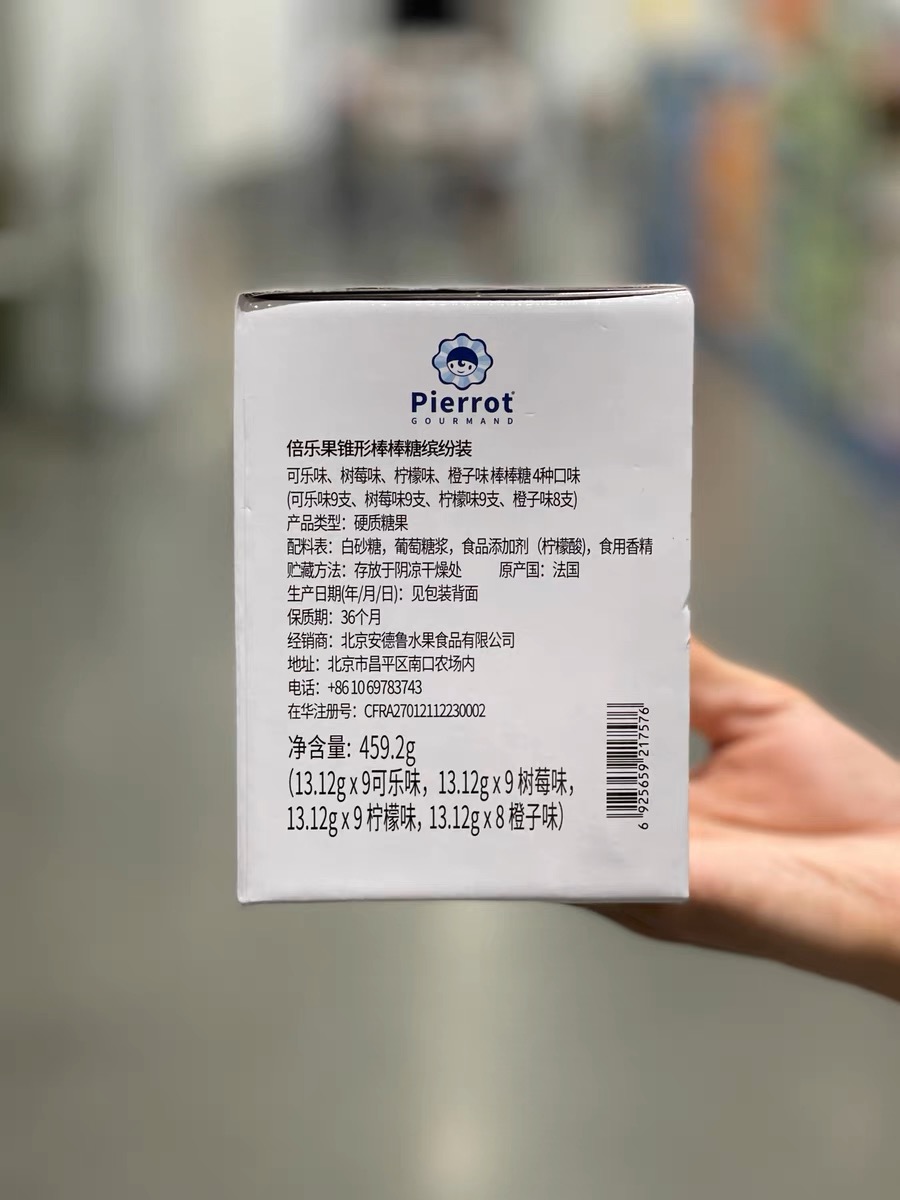 Pierrot
GOURMAND
倍乐果锥形棒棒糖缤纷装
可乐味、树莓味、柠檬味、橙子味棒棒糖4种口味
(可乐味9支、树莓味9支、柠檬味9支、橙子味8支)
产品类型：硬质糖果
配料表：白砂糖，葡萄糖浆，食品添加剂（柠檬酸)，食用香精
贮藏方法：存放于阴凉干燥处 原产国：法国
生产日期(年/月/日)：见包装背面
保质期：36个月
经销商：北京安德鲁水果食品有限公司
地址：北京市昌平区南口农场内
电话：+86 10 69783743
在华注册号：CFRA27012112230002
净含量：459.2g
（13.12g x 9可乐味，13.12g x 9 树莓味，
13.12g x 9 柠檬味, 13.12g x 8 橙子味）
6 925659 217576